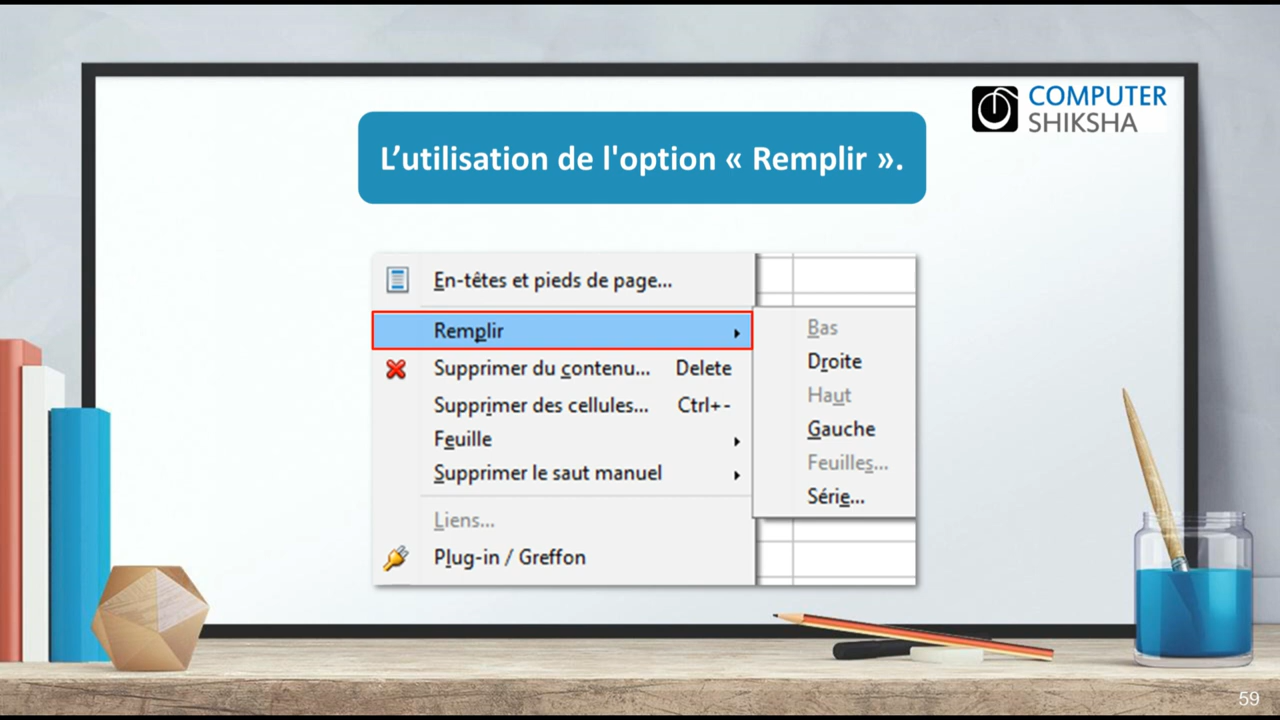 COMPUTER
SHIKSHA
L’utilisation de l'option « Remplir ».
En-têtes et pieds de page...
Remplir
Supprimer du contenu... Delete
Supprimer des cellules... Ctrl+-
Feuille
Supprimer le saut manuel
Liens...
Plug-in / Greffon
Bas
Droite
Haut
Gauche
Feuilles...
Série...
59